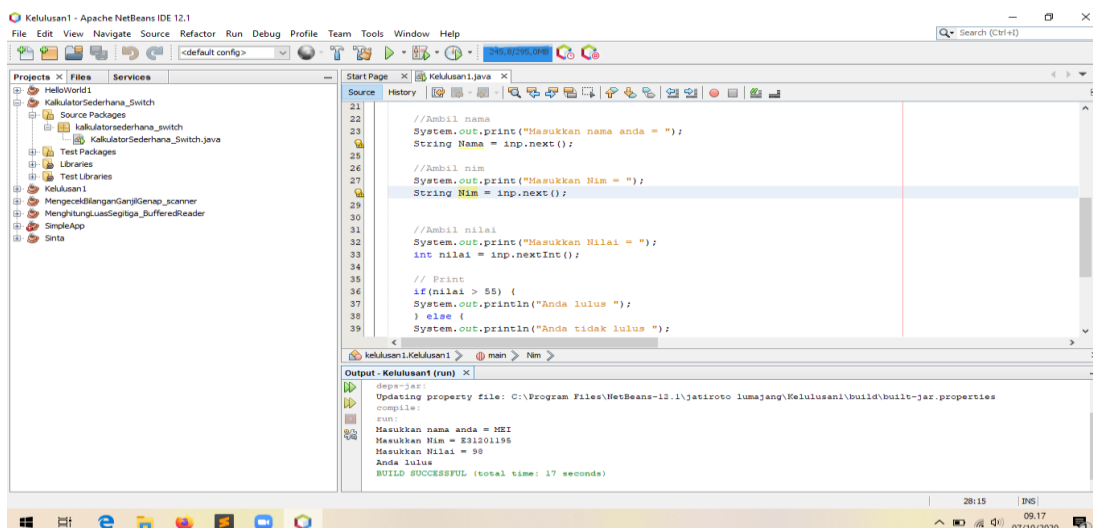 Kelulusan1 - Apache NetBeans IDE 12.1
File Edit View Navigate Source Refactor Run Debug Profile Team Tools Window Help
Search (Ctrl+I)
<default config>
245.8/295.0MB
Projects Files Services
HelloWorld1
KalkulatorSederhana_Switch
Source Packages
kalkulatorsederhana_switch
KalkulatorSederhana_Switch.java
Test Packages
Libraries
Test Libraries
Kelulusan1
MengecekBilanganGanjilGenap_scanner
MenghitungLuasSegitiga_BufferedReader
SimpleApp
Sinta
Start Page Kelulusan1.java
Source History
21
22 //Ambil nama
23 System.out.print("Masukkan nama anda = ");
String Nama = inp.next();
25
26 //Ambil nim
27 System.out.print("Masukkan Nim = ");
String Nim = inp.next();
29
30
31 //Ambil nilai
32 System.out.print("Masukkan Nilai = ");
33 int nilai = inp.nextInt();
34
35 // Print
36 if(nilai > 55) {
37 System.out.println("Anda lulus ");
38 } else {
39 System.out.println("Anda tidak lulus ");
kelulusan1.Kelulusan1 main Nim
Output - Kelulusan1 (run)
deps-jar:
Updating property file: C:\Program Files\NetBeans-12.1\jatiroto lumajang\Kelulusan1\build\built-jar.properties
compile:
run:
Masukkan nama anda = MEI
Masukkan Nim = E31201195
Masukkan Nilai = 98
Anda lulus
BUILD SUCCESSFUL (total time: 17 seconds)
28:15 INS
09.17
07/10/2020